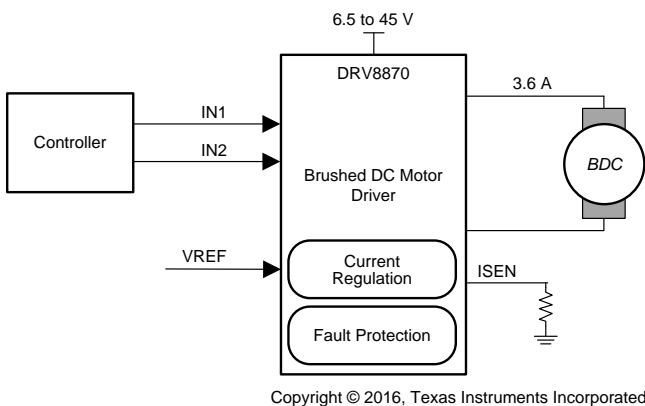 6.5 to 45 V
DRV8870
3.6 A
Controller
IN1
IN2
BDC
Brushed DC Motor
Driver
VREF
Current
Regulation
ISEN
Fault Protection
Copyright © 2016, Texas Instruments Incorporated